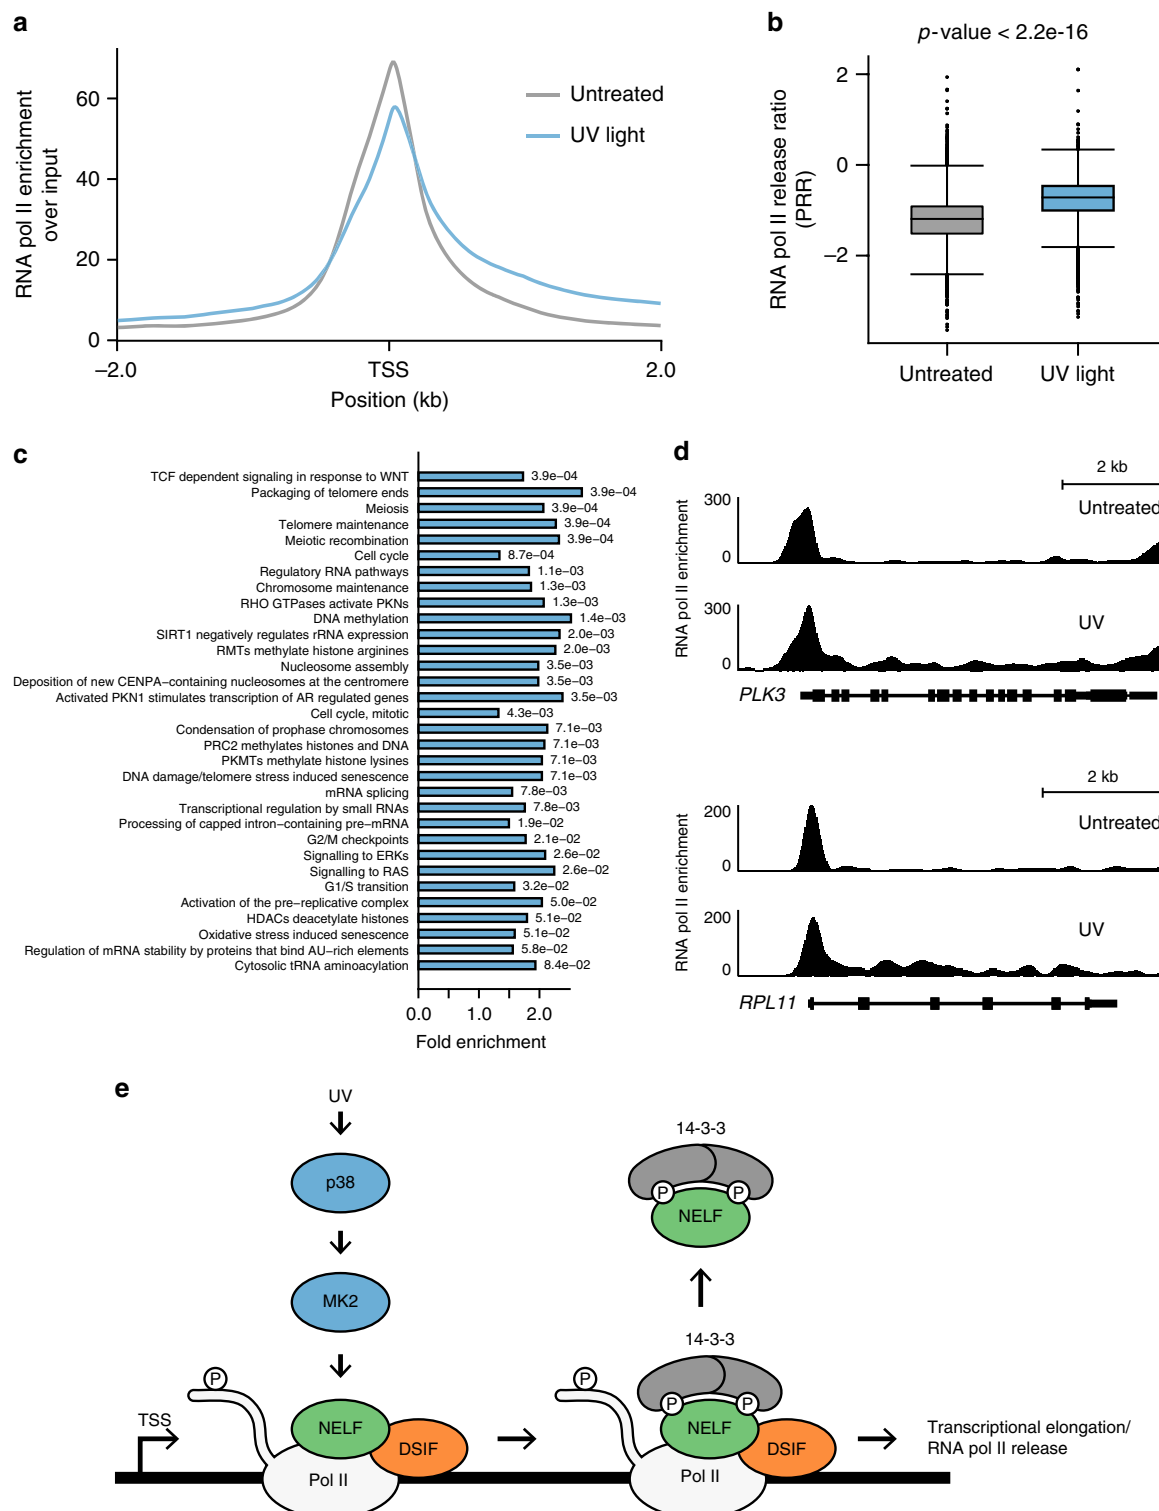 a
RNA pol II enrichment
over input
60
40
20
0
Untreated
UV light
−2.0
TSS
2.0
Position (kb)
b
p-value < 2.2e-16
RNA pol II release ratio
(PRR)
2
0
−2
Untreated
UV light
c
TCF dependent signaling in response to WNT 3.9e−04
Packaging of telomere ends 3.9e−04
Meiosis 3.9e−04
Telomere maintenance 3.9e−04
Meiotic recombination 3.9e−04
Cell cycle 8.7e−04
Regulatory RNA pathways 1.1e−03
Chromosome maintenance 1.3e−03
RHO GTPases activate PKNs 1.3e−03
DNA methylation 1.4e−03
SIRT1 negatively regulates rRNA expression 2.0e−03
RMTs methylate histone arginines 2.0e−03
Nucleosome assembly 3.5e−03
Deposition of new CENPA−containing nucleosomes at the centromere 3.5e−03
Activated PKN1 stimulates transcription of AR regulated genes 3.5e−03
Cell cycle, mitotic 4.3e−03
Condensation of prophase chromosomes 7.1e−03
PRC2 methylates histones and DNA 7.1e−03
PKMTs methylate histone lysines 7.1e−03
DNA damage/telomere stress induced senescence 7.1e−03
mRNA splicing 7.8e−03
Transcriptional regulation by small RNAs 7.8e−03
Processing of capped intron−containing pre−mRNA 1.9e−02
G2/M checkpoints 2.1e−02
Signalling to ERKs 2.6e−02
Signalling to RAS 2.6e−02
G1/S transition 3.2e−02
Activation of the pre−replicative complex 5.0e−02
HDACs deacetylate histones 5.1e−02
Oxidative stress induced senescence 5.1e−02
Regulation of mRNA stability by proteins that bind AU−rich elements 5.8e−02
Cytosolic tRNA aminoacylation 8.4e−02
0.0 1.0 2.0
Fold enrichment
d
2 kb
RNA pol II enrichment
300
0
Untreated
300
0
UV
PLK3
2 kb
RNA pol II enrichment
200
0
Untreated
200
0
UV
RPL11
e
UV
p38
MK2
P
TSS
NELF
DSIF
Pol II
14-3-3
P
P
NELF
14-3-3
P
P
P
NELF
DSIF
Pol II
Transcriptional elongation/
RNA pol II release